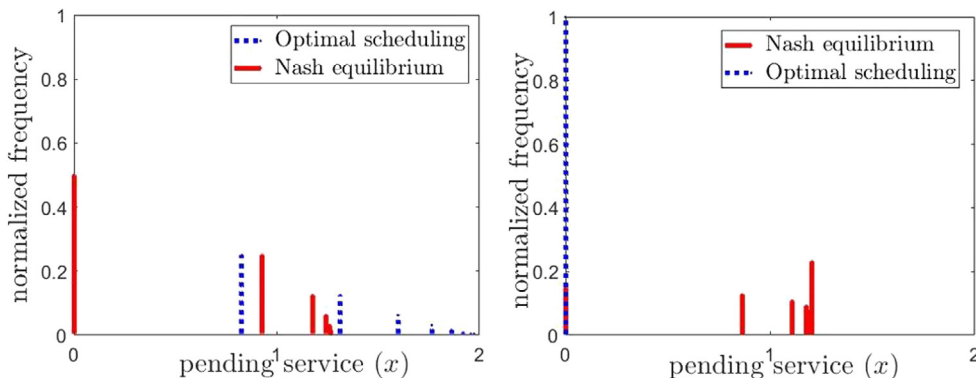 1
0.8
0.6
0.4
0.2
0
normalized frequency
Optimal scheduling
Nash equilibrium
0
1
2
pending service (x)
1
0.8
0.6
0.4
0.2
0
normalized frequency
Nash equilibrium
Optimal scheduling
0
1
2
pending service (x)